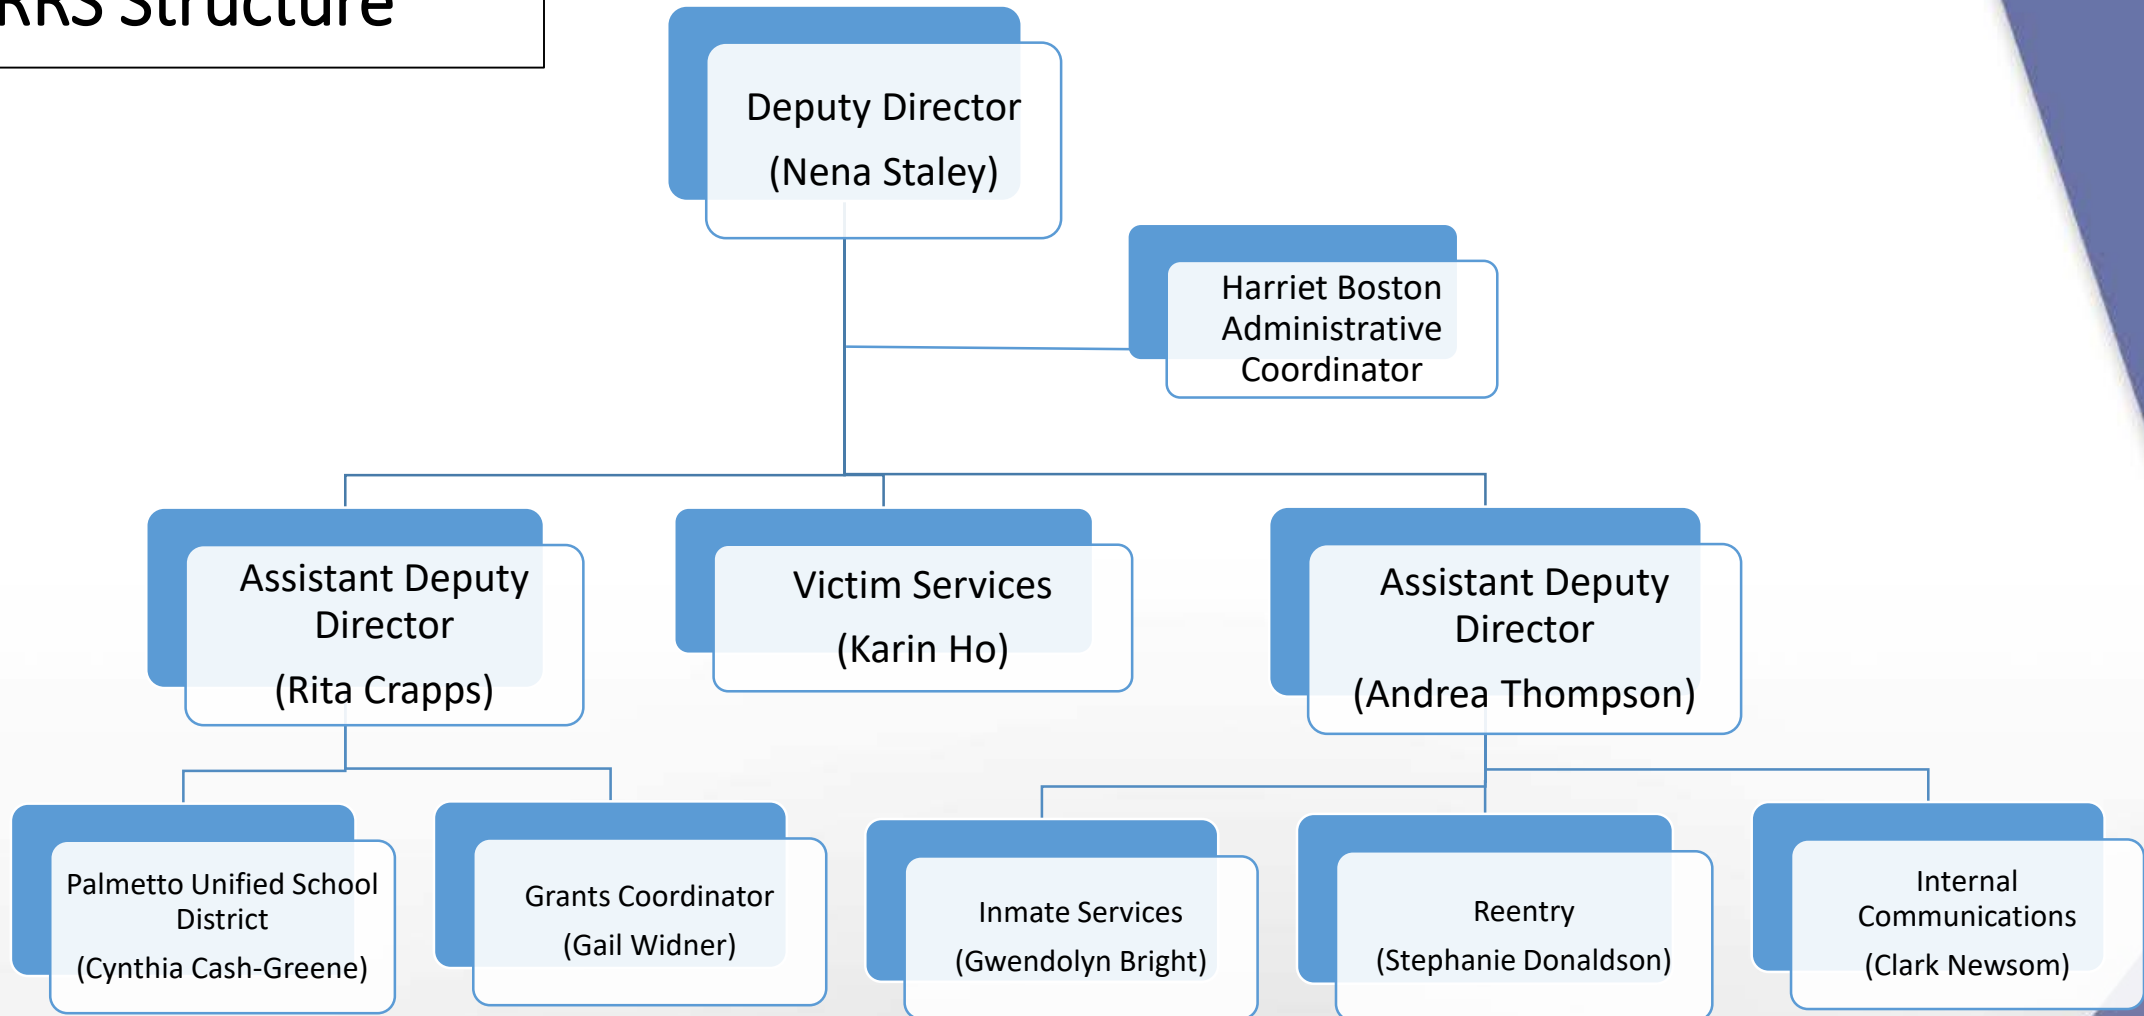 RRS Structure
Deputy Director
(Nena Staley)
Harriet Boston
Administrative
Coordinator
Assistant Deputy
Director
(Rita Crapps)
Victim Services
(Karin Ho)
Assistant Deputy
Director
(Andrea Thompson)
Palmetto Unified School
District
(Cynthia Cash-Greene)
Grants Coordinator
(Gail Widner)
Inmate Services
(Gwendolyn Bright)
Reentry
(Stephanie Donaldson)
Internal
Communications
(Clark Newsom)